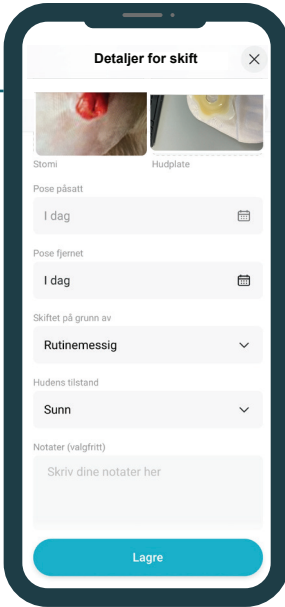 Detaljer for skift
Stomi
Hudplate
Pose påsatt
I dag
Pose fjernet
I dag
Skiftet på grunn av
Rutinemessig
Hudens tilstand
Sunn
Notater (valgfritt)
Skriv dine notater her
Lagre